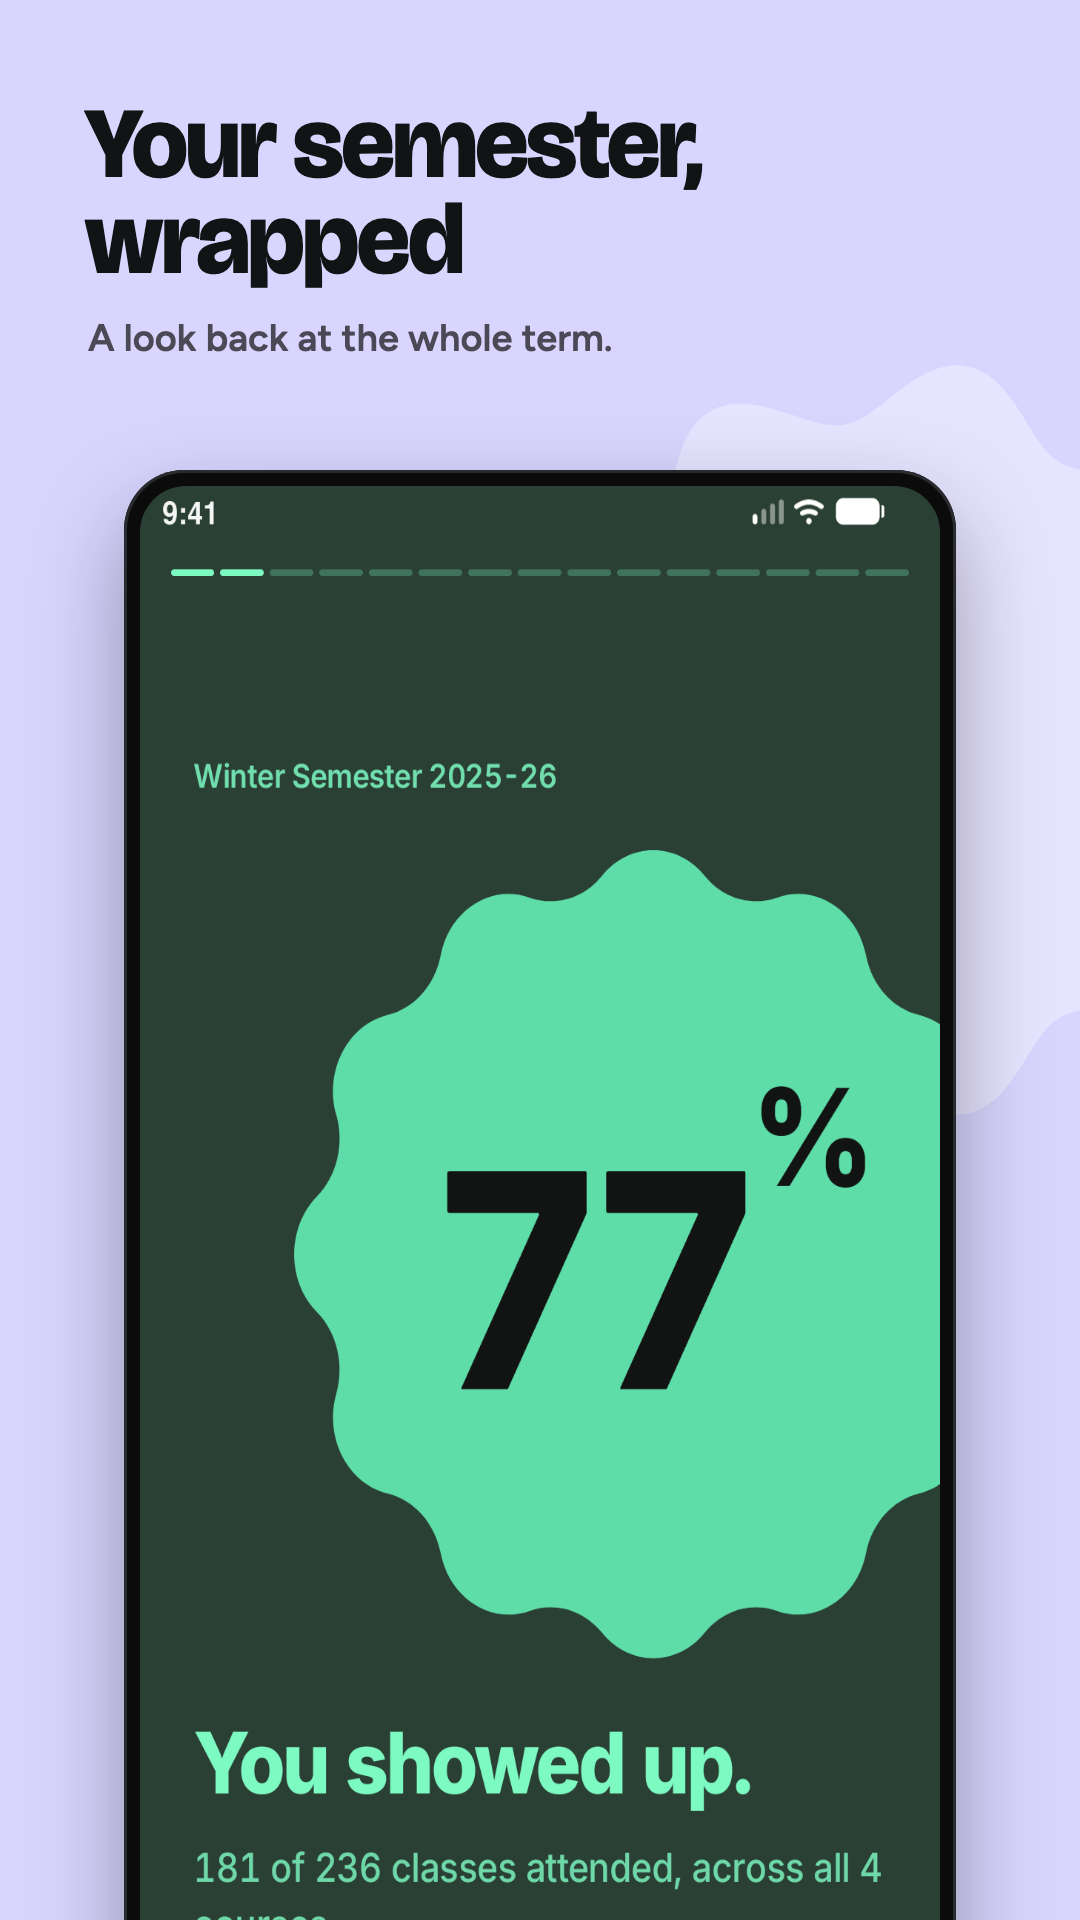 Your semester,
wrapped
A look back at the whole term.
9:41
Winter Semester 2025-26
77%
You showed up.
181 of 236 classes attended, across all 4